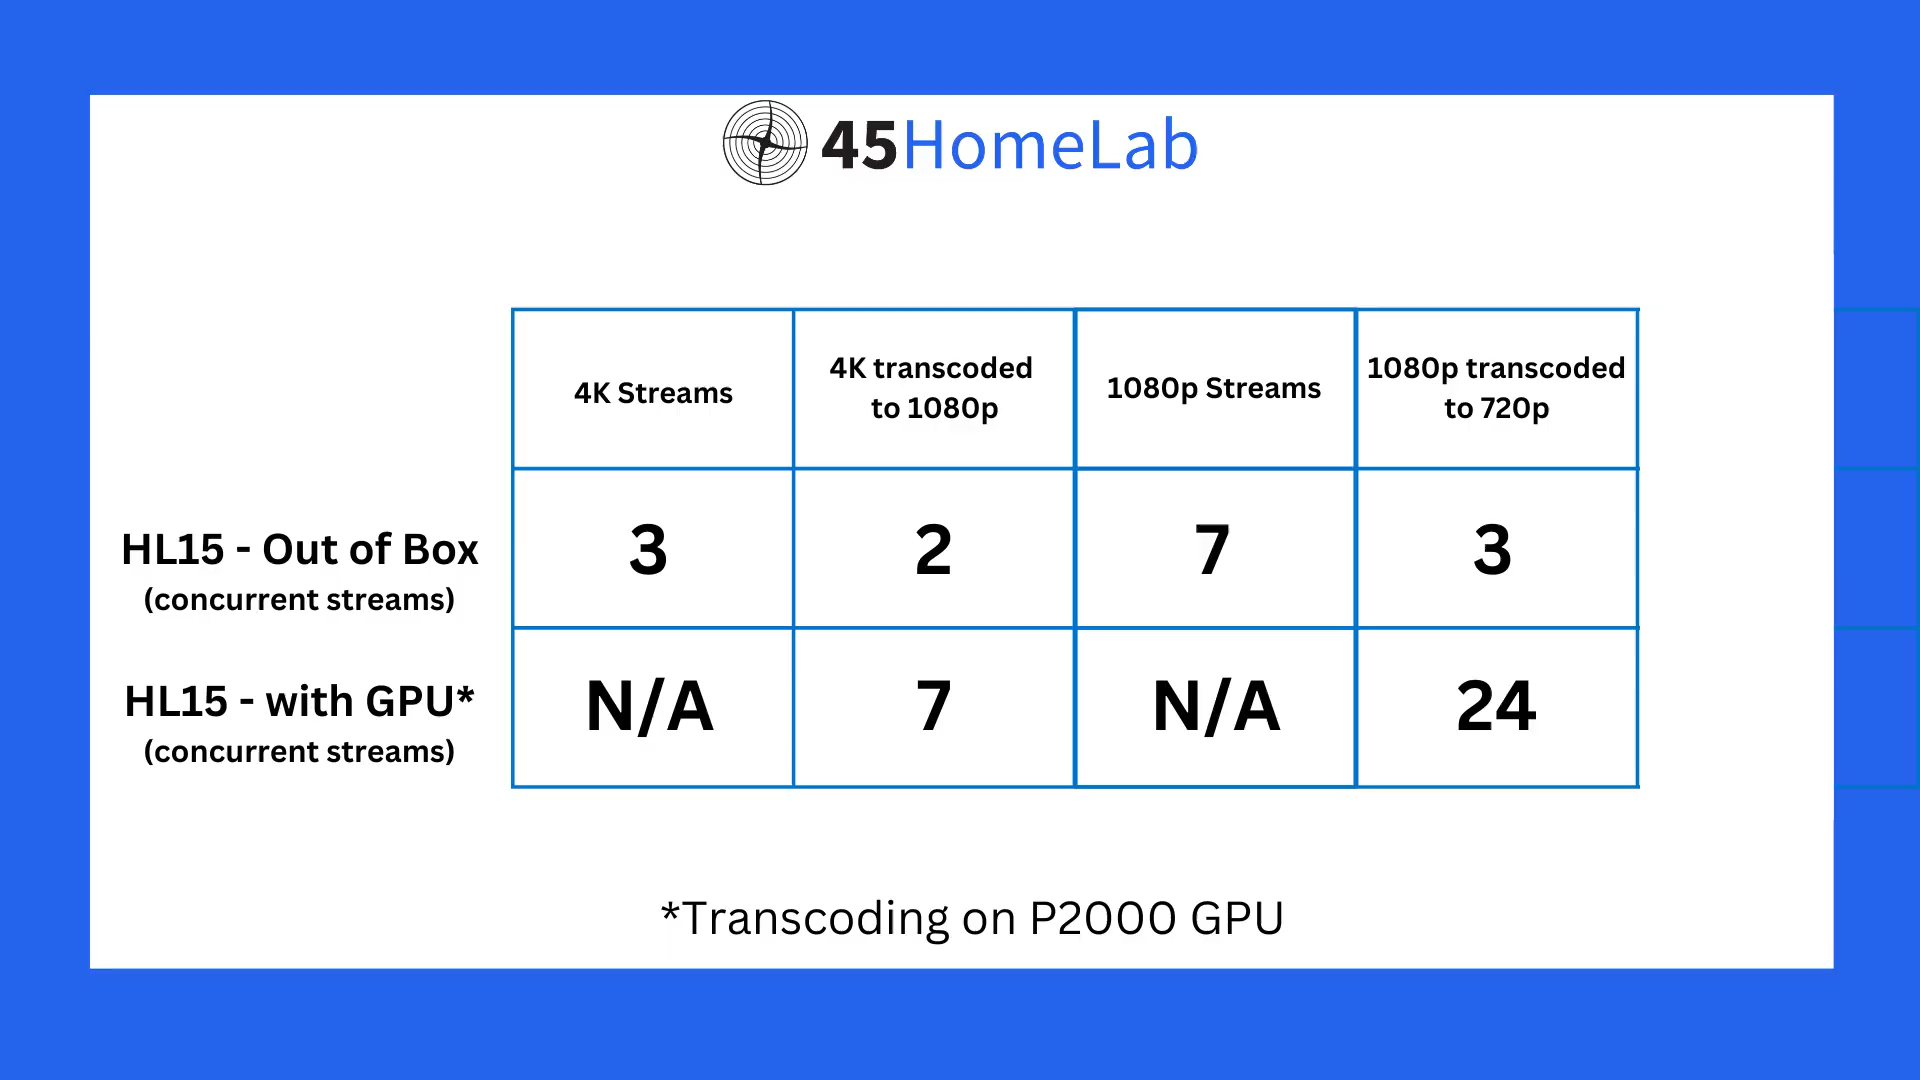 45HomeLab
4K Streams
4K transcoded
to 1080p
1080p Streams
1080p transcoded
to 720p
HL15 - Out of Box
(concurrent streams)
3
2
7
3
HL15 - with GPU*
(concurrent streams)
N/A
7
N/A
24
*Transcoding on P2000 GPU